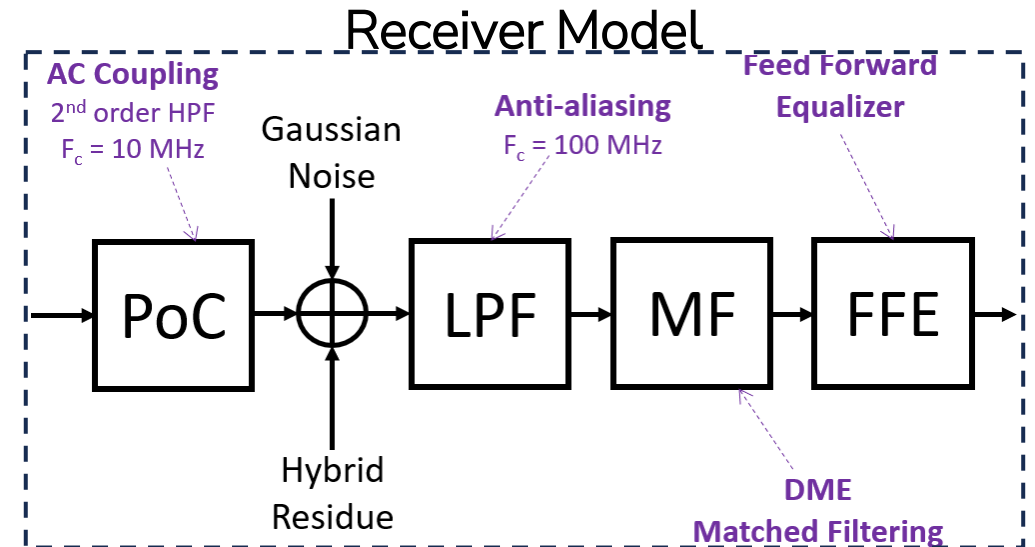 Receiver Model
AC Coupling
2nd order HPF
Fc = 10 MHz
Gaussian
Noise
Anti-aliasing
Fc = 100 MHz
Feed Forward
Equalizer
PoC
LPF
MF
FFE
Hybrid
Residue
DME
Matched Filtering